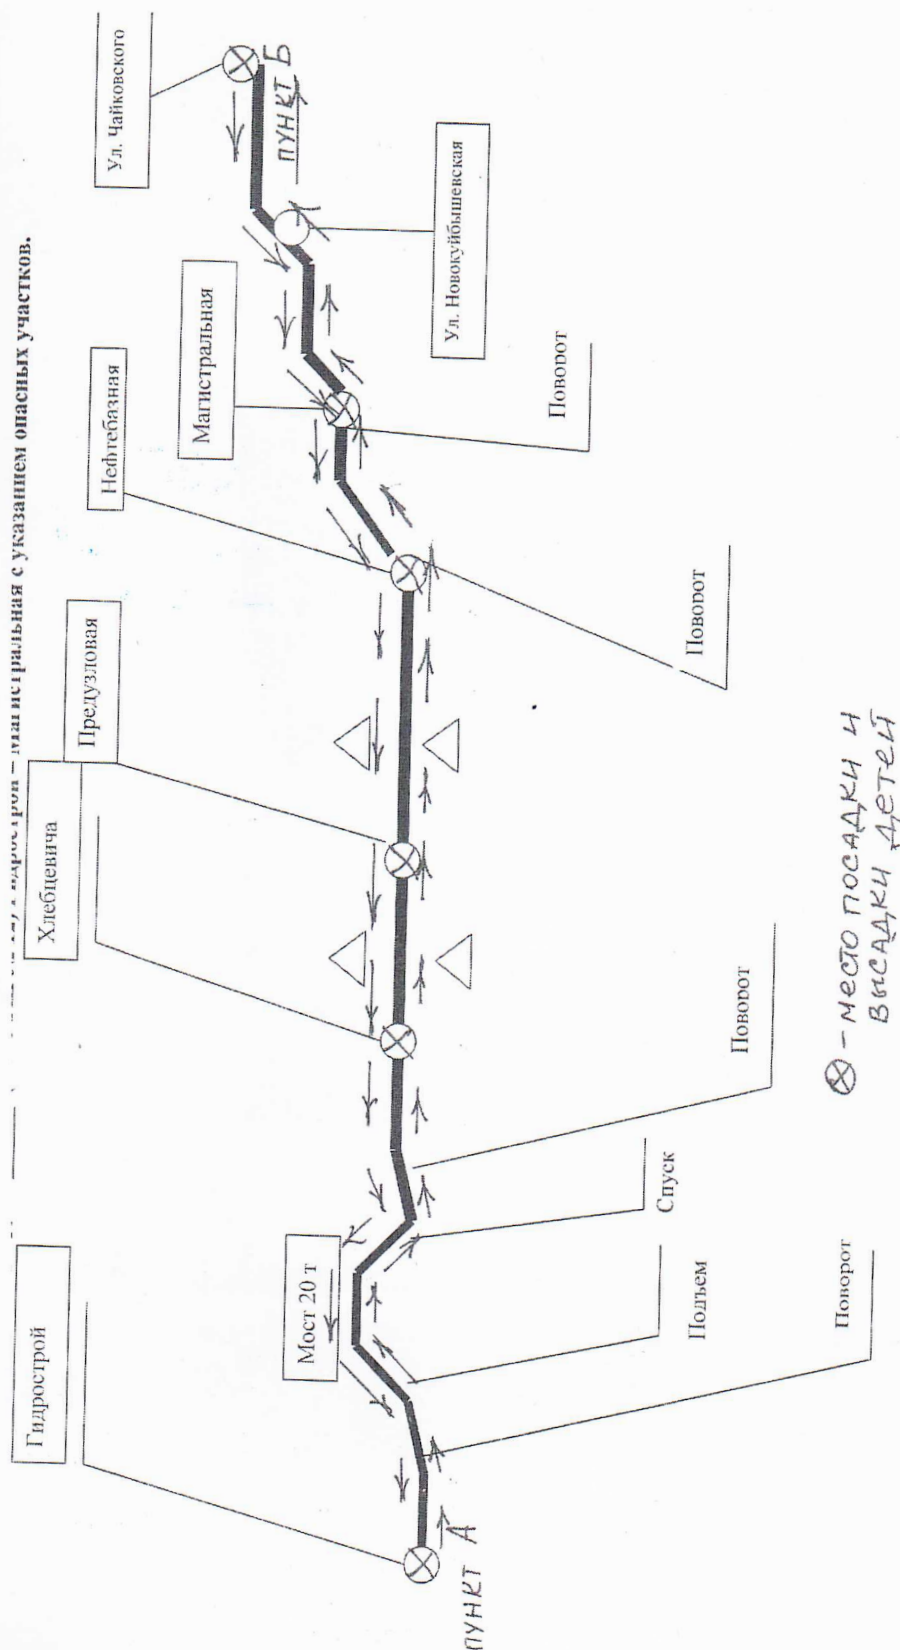 Гидрострой – Магистральная с указанием опасных участков.
Гидрострой
Хлебцевича
Предузловая
Нефтебазная
Магистральная
Ул. Чайковского
Мост 20 т
Ул. Новокуйбышевская
ПУНКТ А
ПУНКТ Б
Поворот
Подъем
Спуск
Поворот
Поворот
Поворот
– МЕСТО ПОСАДКИ И
ВЫСАДКИ ДЕТЕЙ